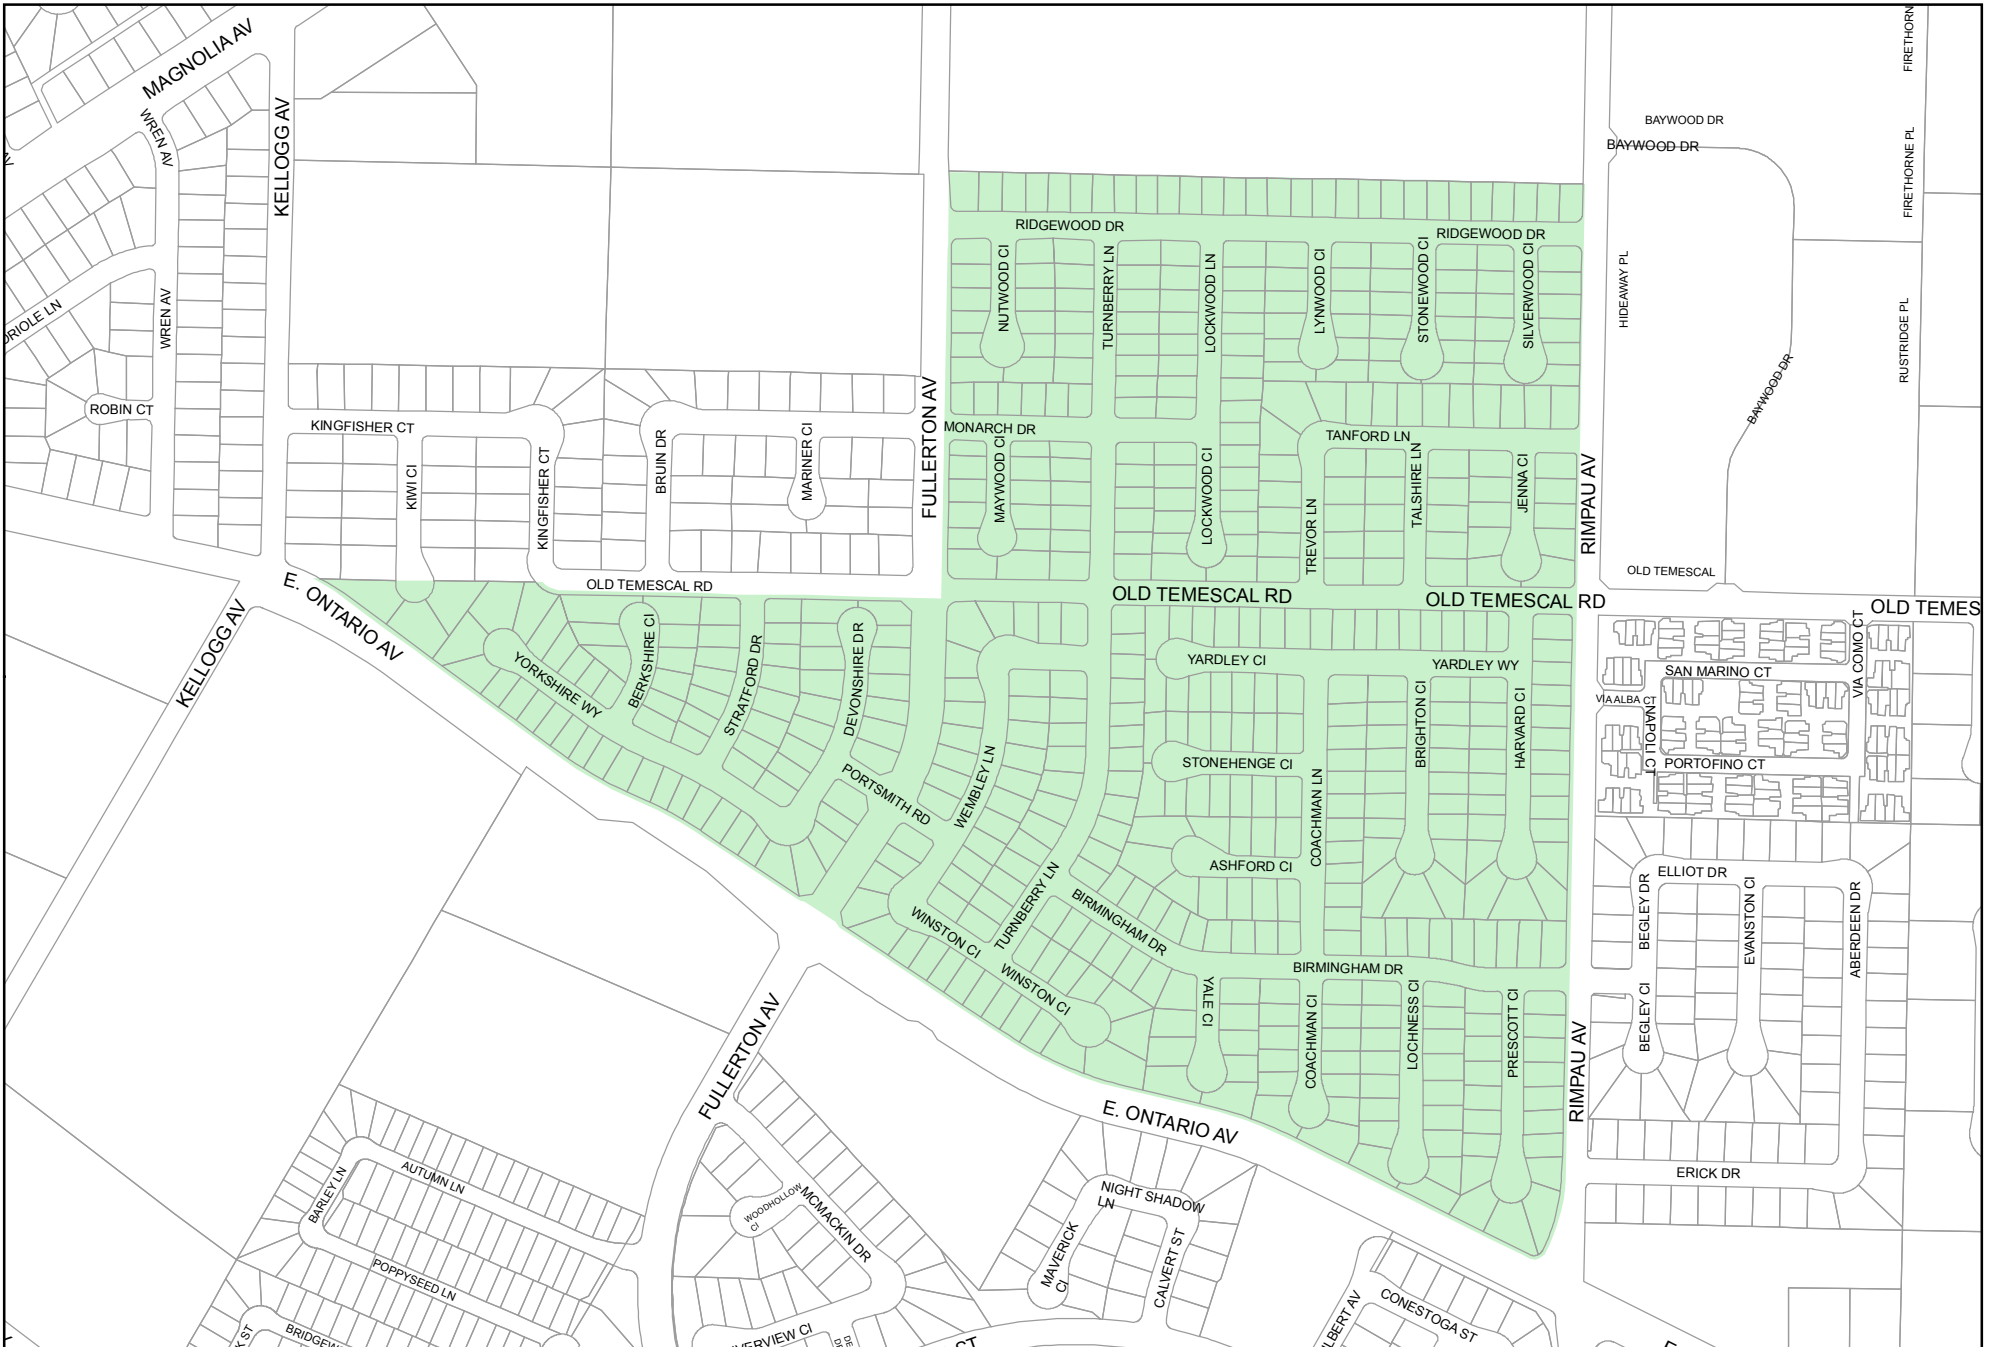 MAGNOLIA AV
WREN AV
KELLOGG AV
FIRETHORN
BAYWOOD DR
BAYWOOD DR
FIRETHORNE PL
RIDGEWOOD DR
RIDGEWOOD DR
NUTWOOD CI
TURNBERRY LN
LOCKWOOD LN
LYNWOOD CI
STONEWOOD CI
SILVERWOOD CI
HIDEAWAY PL
RUSTRIDGE PL
BAYWOOD DR
ORIOLE LN
WREN AV
ROBIN CT
KINGFISHER CT
KIWI CI
KINGFISHER CT
BRUIN DR
MARINER CI
FULLERTON AV
MONARCH DR
MAYWOOD CI
LOCKWOOD CI
TANFORD LN
TREVOR LN
TALSHIRE LN
JENNA CI
RIMPAU AV
OLD TEMESCAL
OLD TEMESCAL RD
OLD TEMESCAL RD
OLD TEMESCAL RD
OLD TEMES
E. ONTARIO AV
KELLOGG AV
YORKSHIRE WY
BERKSHIRE CI
STRATFORD DR
DEVONSHIRE DR
PORTSMITH RD
WEMBLEY LN
YARDLEY CI
YARDLEY WY
STONEHENGE CI
COACHMAN LN
BRIGHTON CI
HARVARD CI
ASHFORD CI
SAN MARINO CT
VIA COMO CT
VIA ALBA CT
NAPOLI CT
PORTOFINO CT
TURNBERRY LN
BIRMINGHAM DR
BIRMINGHAM DR
WINSTON CI
WINSTON CI
YALE CI
COACHMAN CI
LOCHNESS CI
PRESCOTT CI
RIMPAU AV
ELLIOT DR
BEGLEY DR
EVANSTON CI
ABERDEEN DR
BEGLEY CI
ERICK DR
FULLERTON AV
E. ONTARIO AV
AUTUMN LN
BARLEY LN
POPPYSEED LN
WOODHOLLOW
CI
MCMACKIN DR
NIGHT SHADOW
LN
MAVERICK
CI
CALVERT ST
CONESTOGA ST
LBERT AV
BRIDGEW
K ST
VERVIEW CI
ST